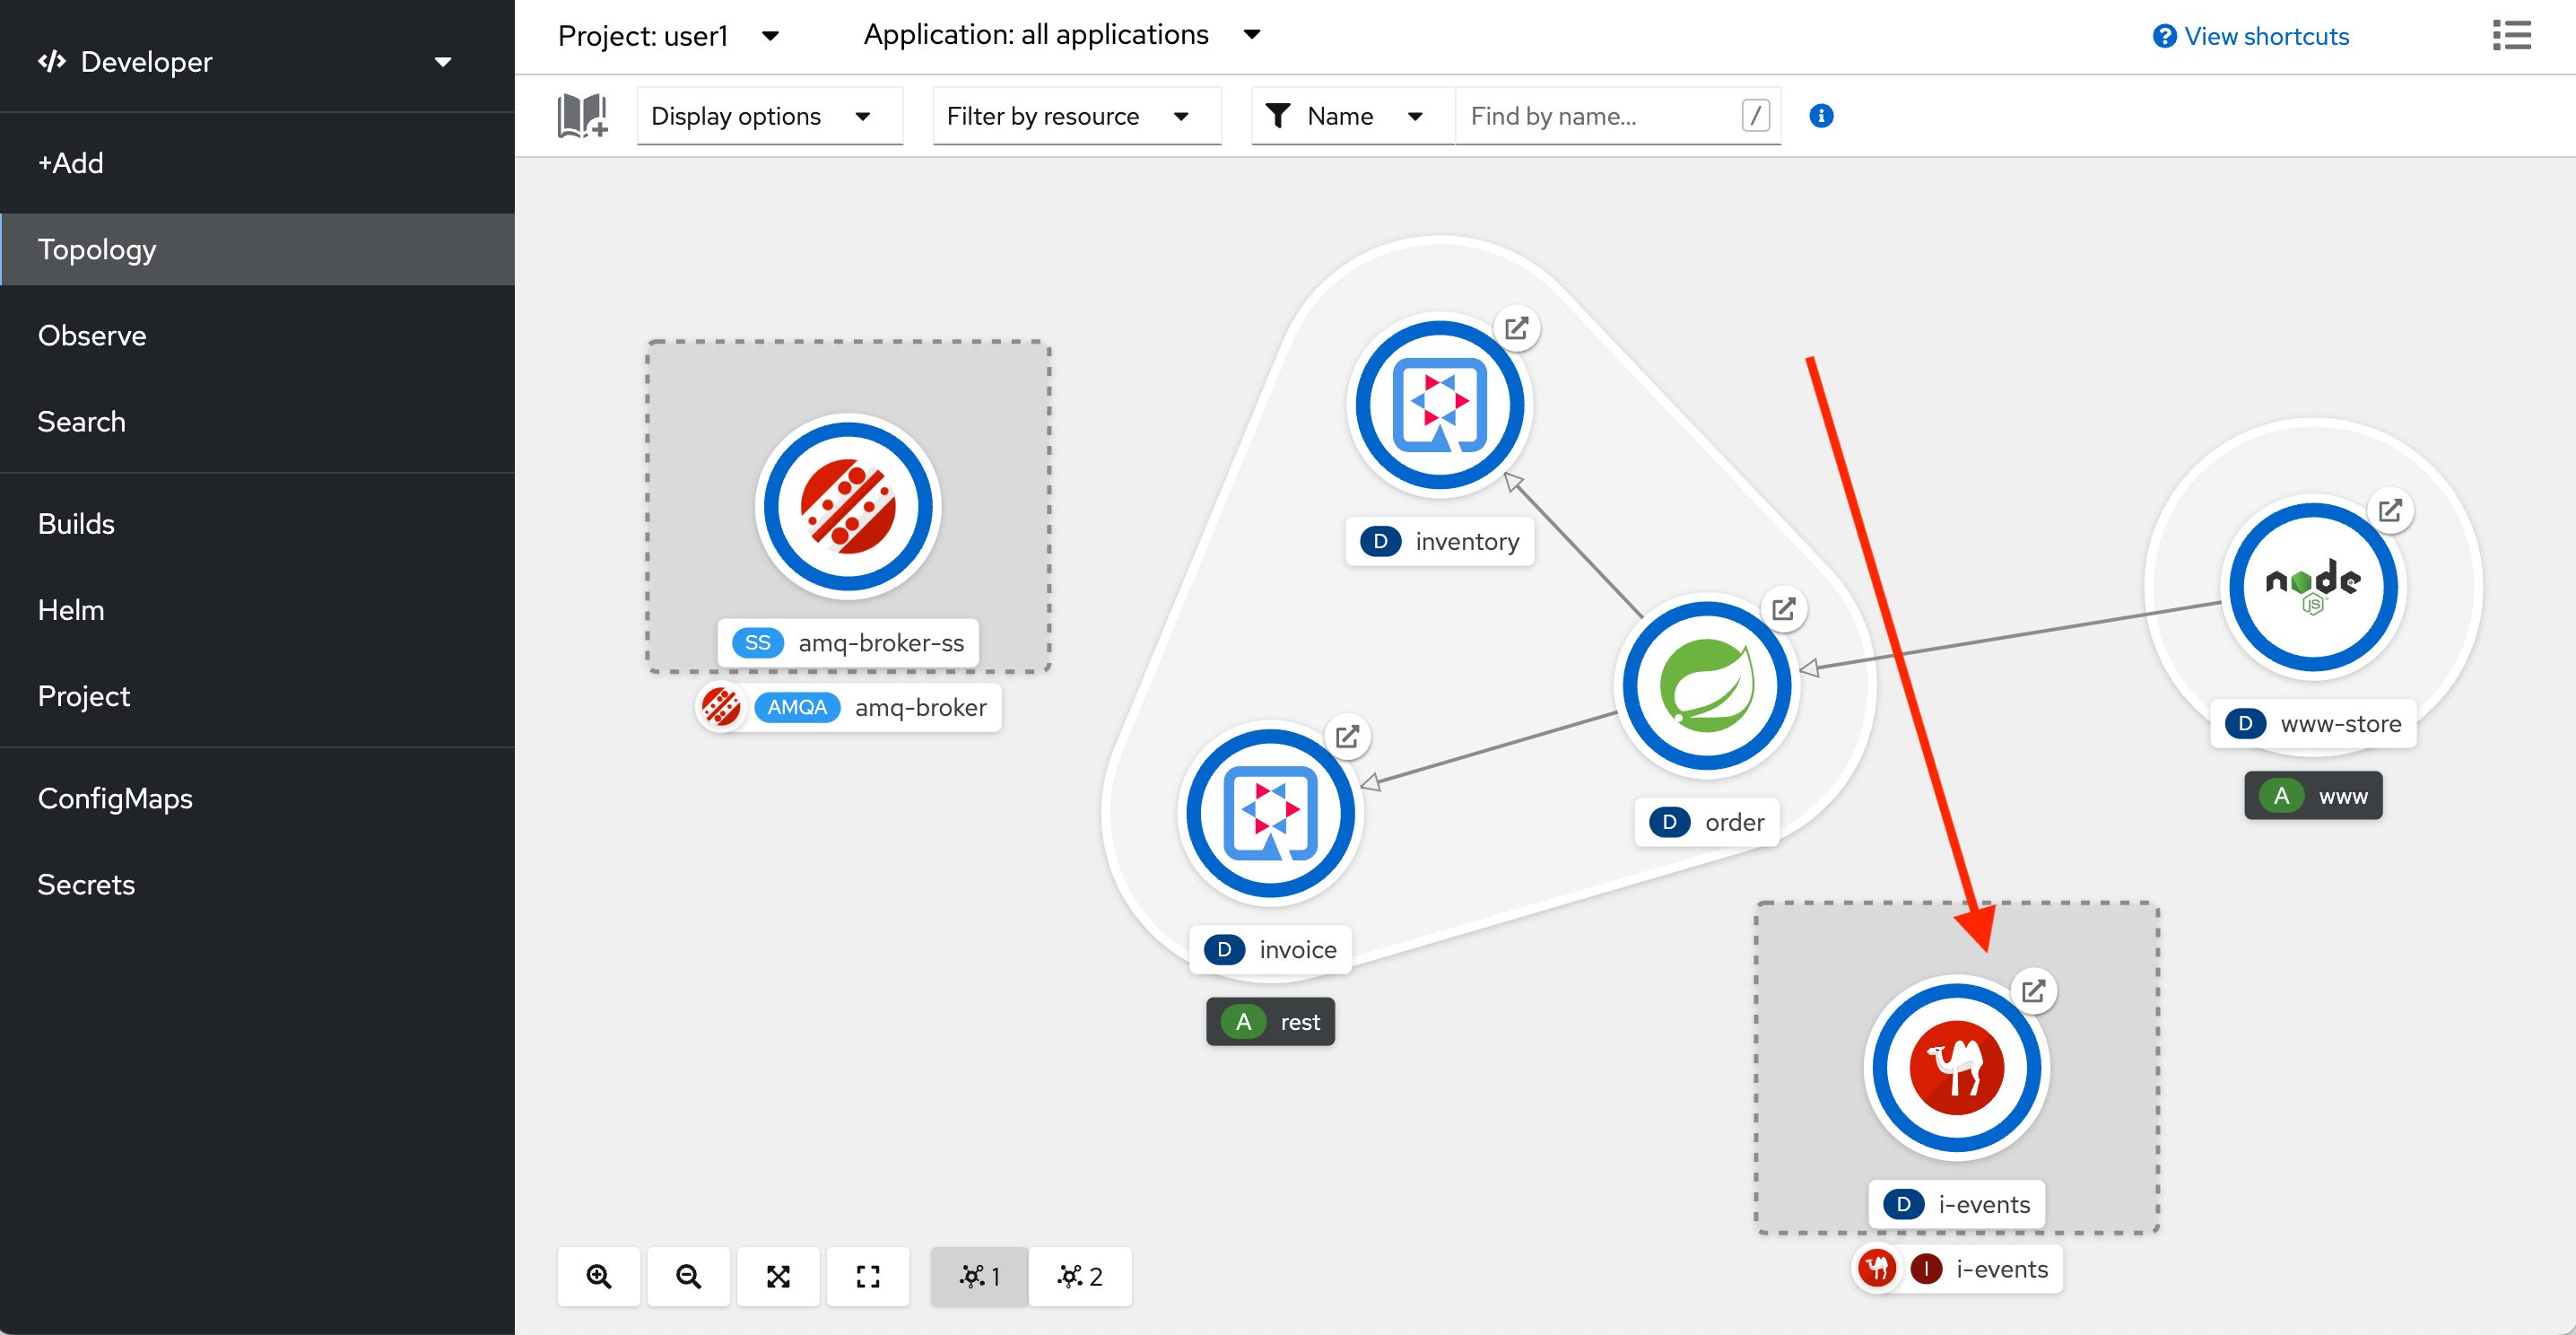 Developer
+Add
Topology
Observe
Search
Builds
Helm
Project
ConfigMaps
Secrets
Project: user1
Application: all applications
View shortcuts
Display options
Filter by resource
Name
Find by name...
/
D inventory
SS amq-broker-ss
AMQA amq-broker
node
JS
D www-store
A www
D order
D invoice
A rest
D i-events
I i-events
1
2